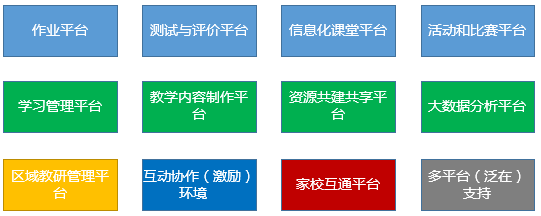 作业平台
测试与评价平台
信息化课堂平台
活动和比赛平台
学习管理平台
教学内容制作平
台
资源共建共享平
台
大数据分析平台
区域教研管理平
台
互动协作（激励）
环境
家校互通平台
多平台（泛在）
支持